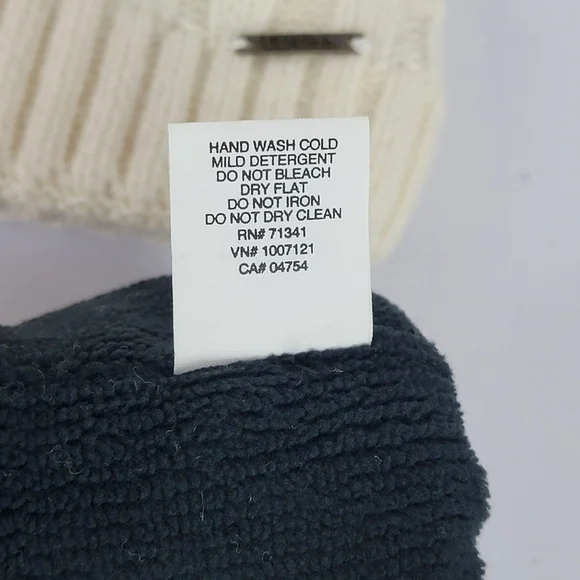 HAND WASH COLD
MILD DETERGENT
DO NOT BLEACH
DRY FLAT
DO NOT IRON
DO NOT DRY CLEAN
RN# 71341
VN# 1007121
CA# 04754